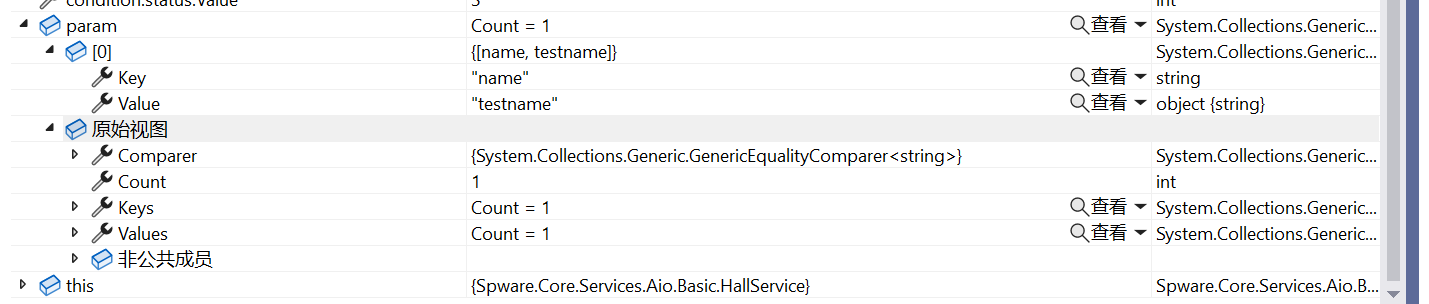 condition.status.Value 3 int
param Count = 1 查看 System.Collections.Generic...
[0] {[name, testname]} System.Collections.Generic...
Key "name" 查看 string
Value "testname" 查看 object {string}
原始视图
Comparer {System.Collections.Generic.GenericEqualityComparer<string>} System.Collections.Generic...
Count 1 int
Keys Count = 1 查看 System.Collections.Generic...
Values Count = 1 查看 System.Collections.Generic...
非公共成员
this {Spware.Core.Services.Aio.Basic.HallService} Spware.Core.Services.Aio.B...